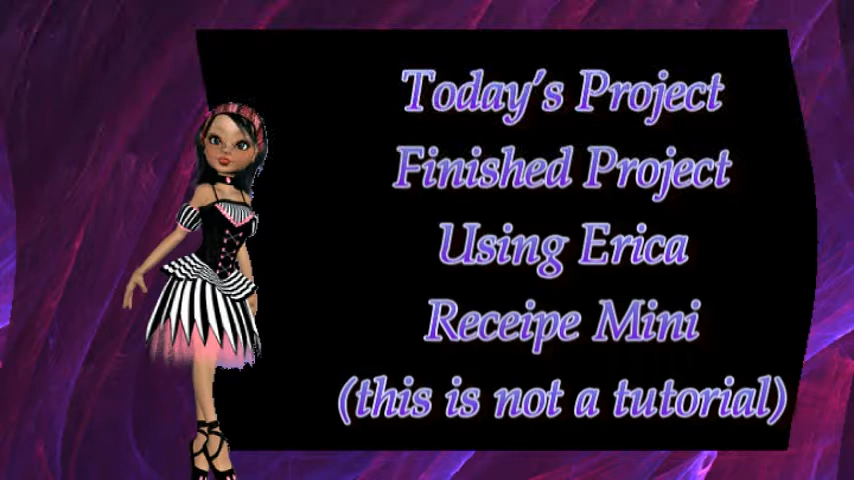 Today's Project
Finished Project
Using Erica
Receipe Mini
(this is not a tutorial)